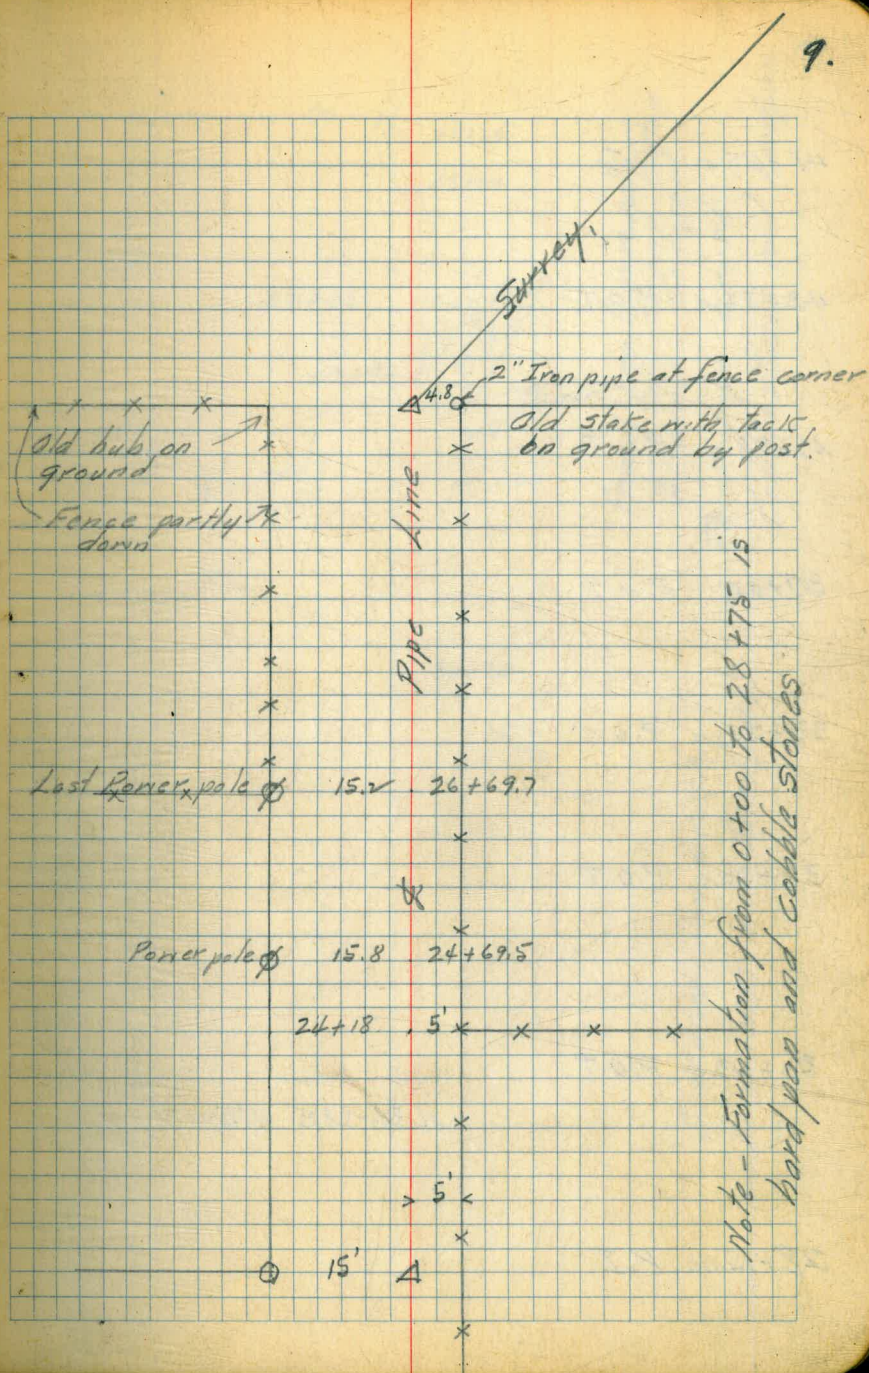 9.
Survey,
2" Iron pipe at fence corner
4.8
Old stake with tack
on ground by post.
Old hub on
ground
Fence partly
down
Pipe Line ⅊
Last Power pole 15.2 26+69.7
Power pole 15.8 24+69.5
24+18 5'
5'
15'
Note - Formation from 0+00 to 28+75 is
hard pan and cobble stones